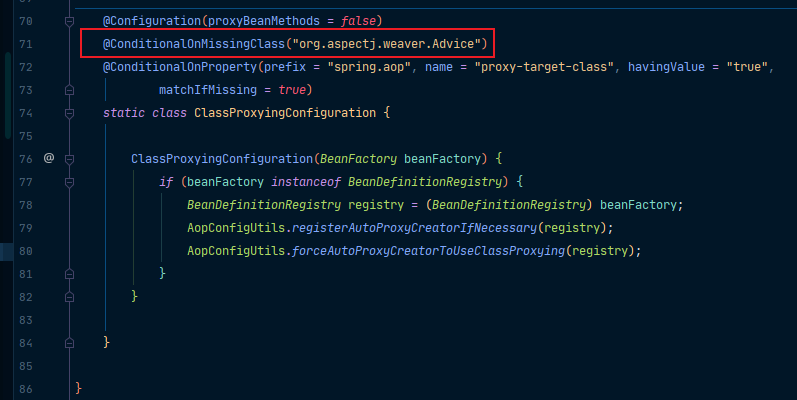 70 @Configuration(proxyBeanMethods = false)
71 @ConditionalOnMissingClass("org.aspectj.weaver.Advice")
72 @ConditionalOnProperty(prefix = "spring.aop", name = "proxy-target-class", havingValue = "true",
73 matchIfMissing = true)
74 static class ClassProxyingConfiguration {
75
76 @ ClassProxyingConfiguration(BeanFactory beanFactory) {
77 if (beanFactory instanceof BeanDefinitionRegistry) {
78 BeanDefinitionRegistry registry = (BeanDefinitionRegistry) beanFactory;
79 AopConfigUtils.registerAutoProxyCreatorIfNecessary(registry);
80 AopConfigUtils.forceAutoProxyCreatorToUseClassProxying(registry);
81 }
82 }
83
84 }
85
86 }